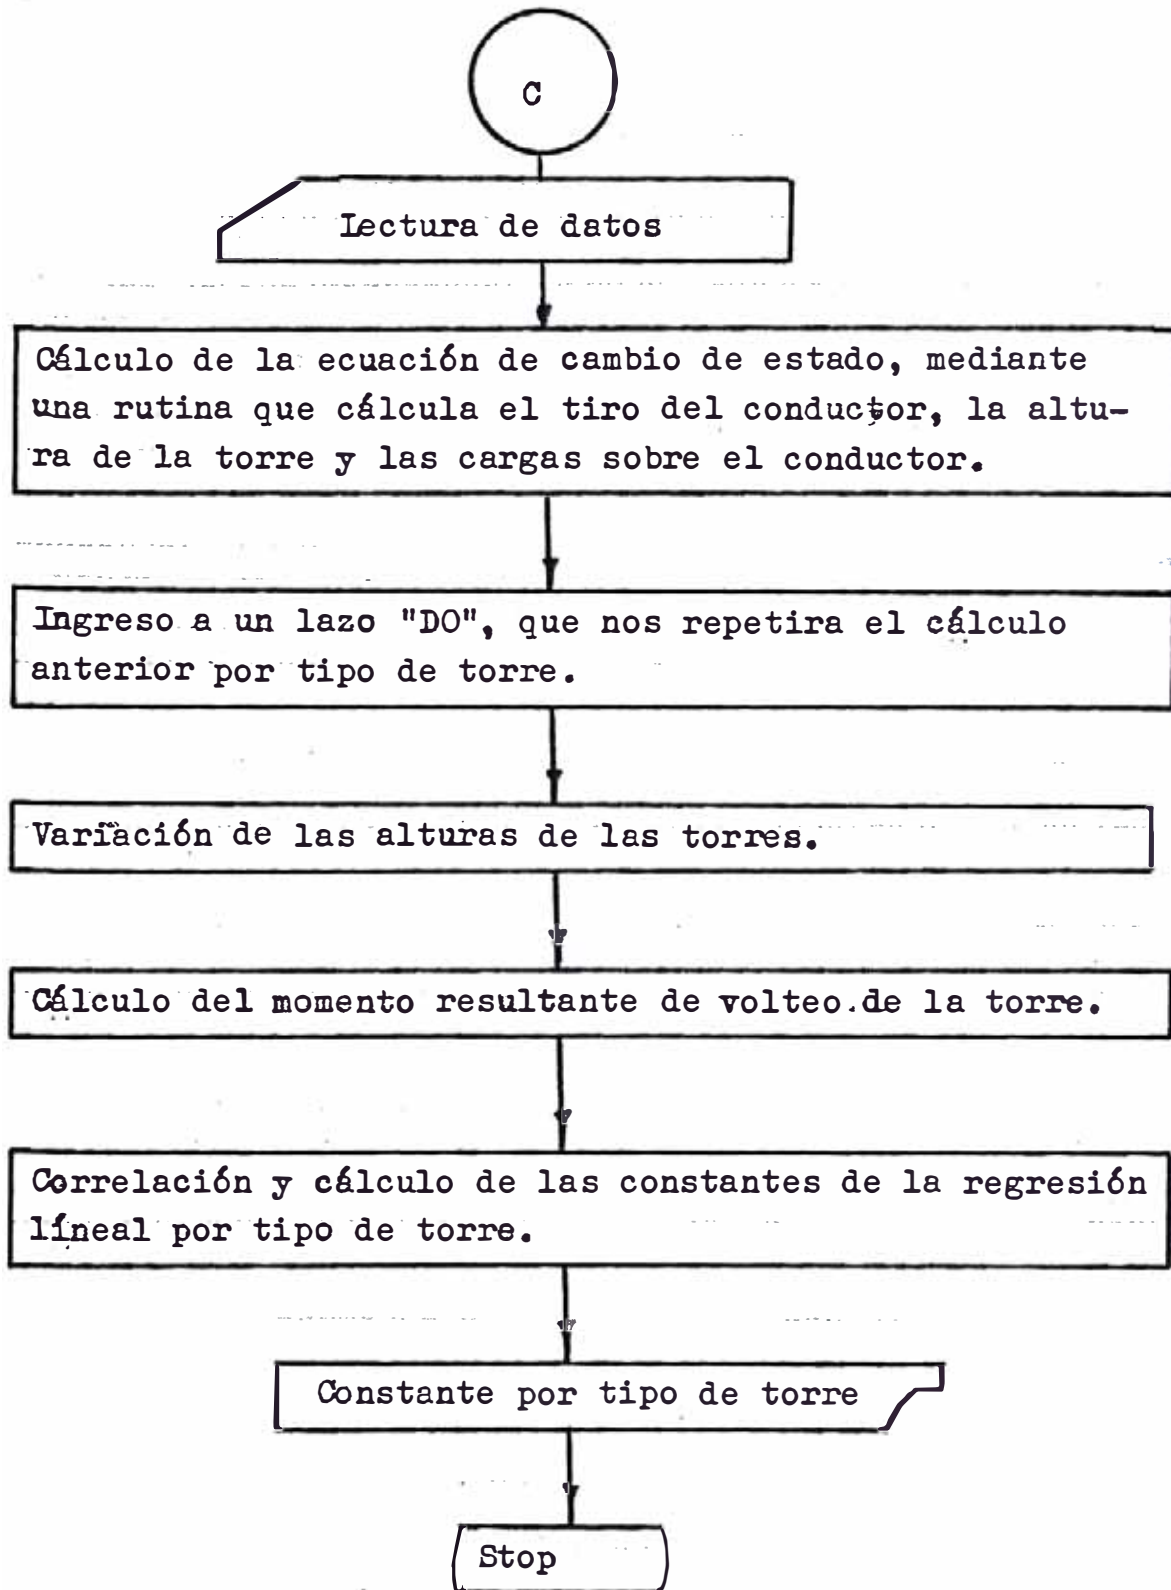 C
Lectura de datos
Cálculo de la ecuación de cambio de estado, mediante
una rutina que cálcula el tiro del conductor, la altu-
ra de la torre y las cargas sobre el conductor.
Ingreso a un lazo "DO", que nos repetira el cálculo
anterior por tipo de torre.
Variación de las alturas de las torres.
Cálculo del momento resultante de volteo de la torre.
Correlación y cálculo de las constantes de la regresión
líneal por tipo de torre.
Constante por tipo de torre
Stop